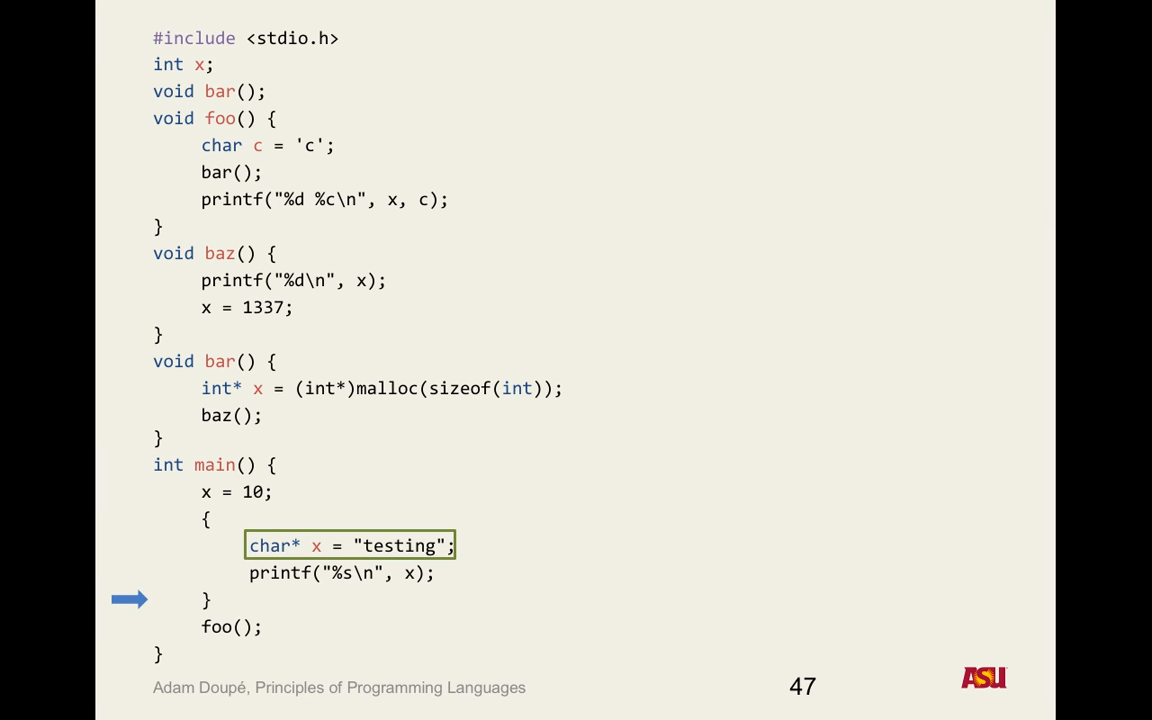 #include <stdio.h>
int x;
void bar();
void foo() {
char c = 'c';
bar();
printf("%d %c\n", x, c);
}
void baz() {
printf("%d\n", x);
x = 1337;
}
void bar() {
int* x = (int*)malloc(sizeof(int));
baz();
}
int main() {
x = 10;
{
char* x = "testing";
printf("%s\n", x);
}
foo();
}
Adam Doupé, Principles of Programming Languages
47
ASU